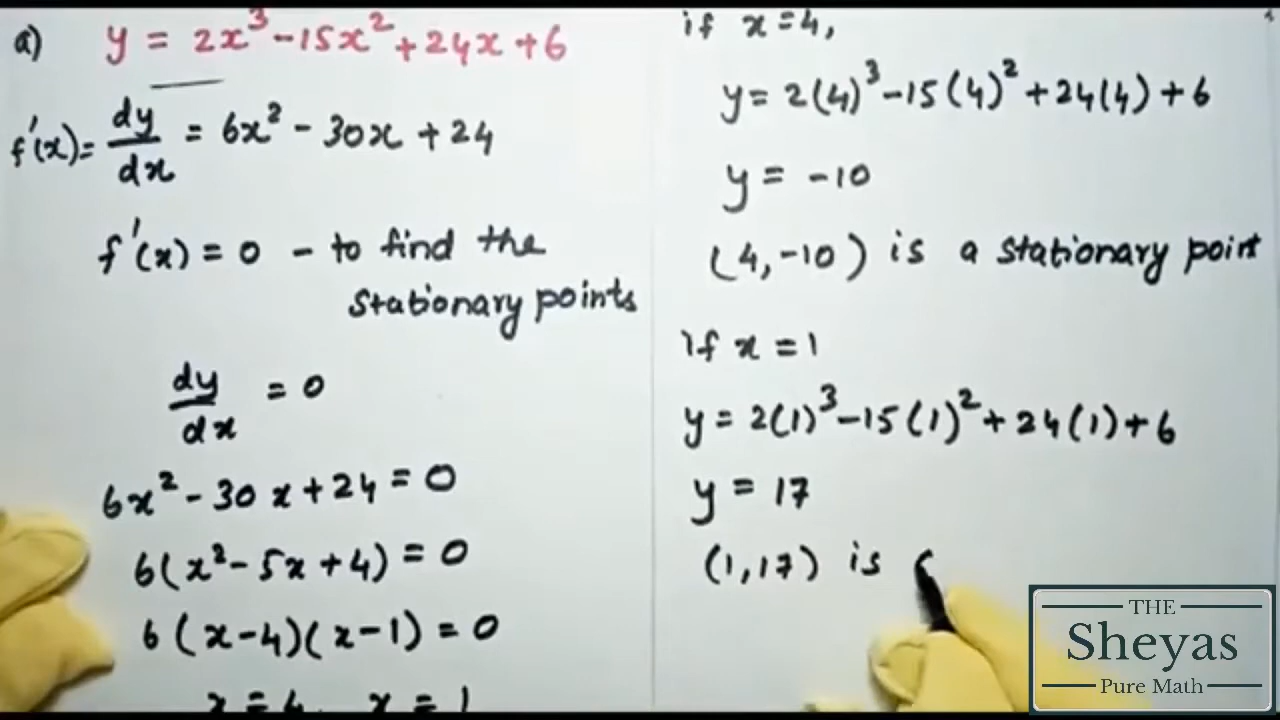 a) y = 2x³ - 15x² + 24x + 6
f'(x) = dy/dx = 6x² - 30x + 24
f'(x) = 0 - to find the
stationary points
dy/dx = 0
6x² - 30x + 24 = 0
6(x² - 5x + 4) = 0
6(x-4)(x-1) = 0
x = 4, x = 1
if x = 4,
y = 2(4)³ - 15(4)² + 24(4) + 6
y = -10
(4, -10) is a stationary point
if x = 1
y = 2(1)³ - 15(1)² + 24(1) + 6
y = 17
(1, 17) is
THE
Sheyas
Pure Math